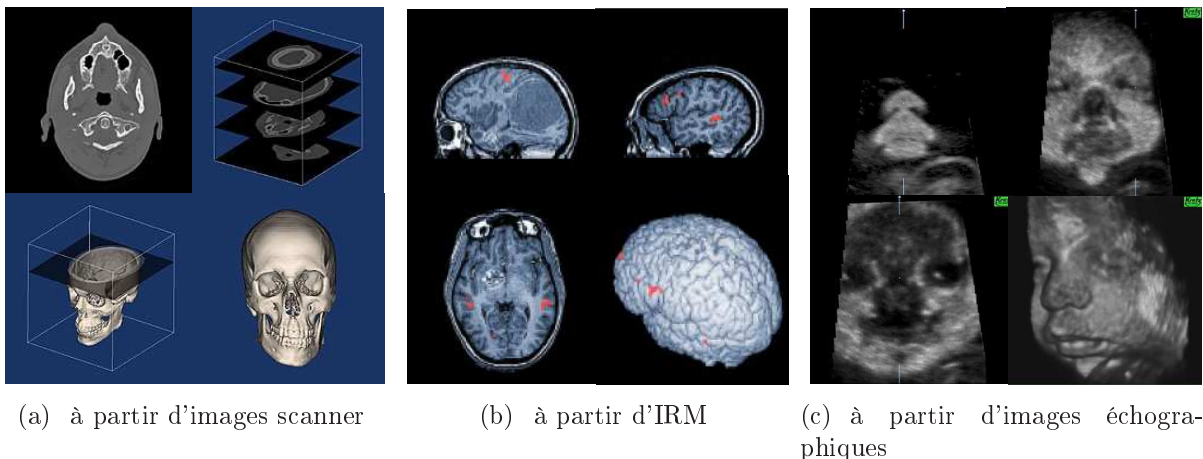 (a) à partir d'images scanner
(b) à partir d'IRM
(c) à partir d'images échogra-
phiques